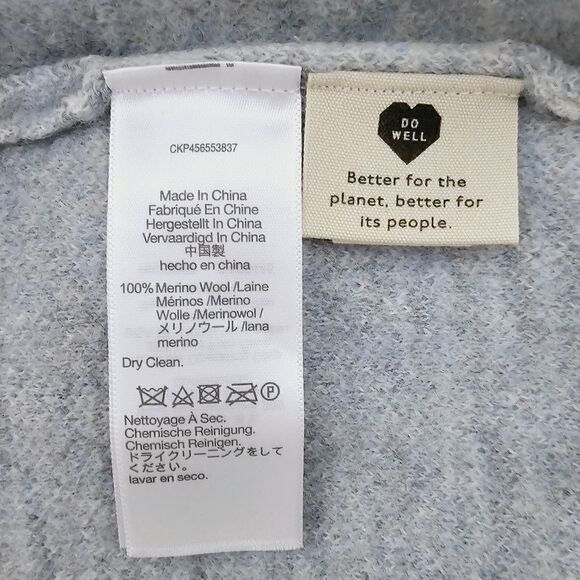 CKP456553837
Made In China
Fabriqué En Chine
Hergestellt In China
Vervaardigd In China
中国製
hecho en china
100% Merino Wool /Laine
Mérinos /Merino
Wolle /Merinowol /
メリノウール /lana
merino
Dry Clean.
P
Nettoyage À Sec.
Chemische Reinigung.
Chemisch Reinigen.
ドライクリーニングをして
ください。
lavar en seco.
DO
WELL
Better for the
planet, better for
its people.